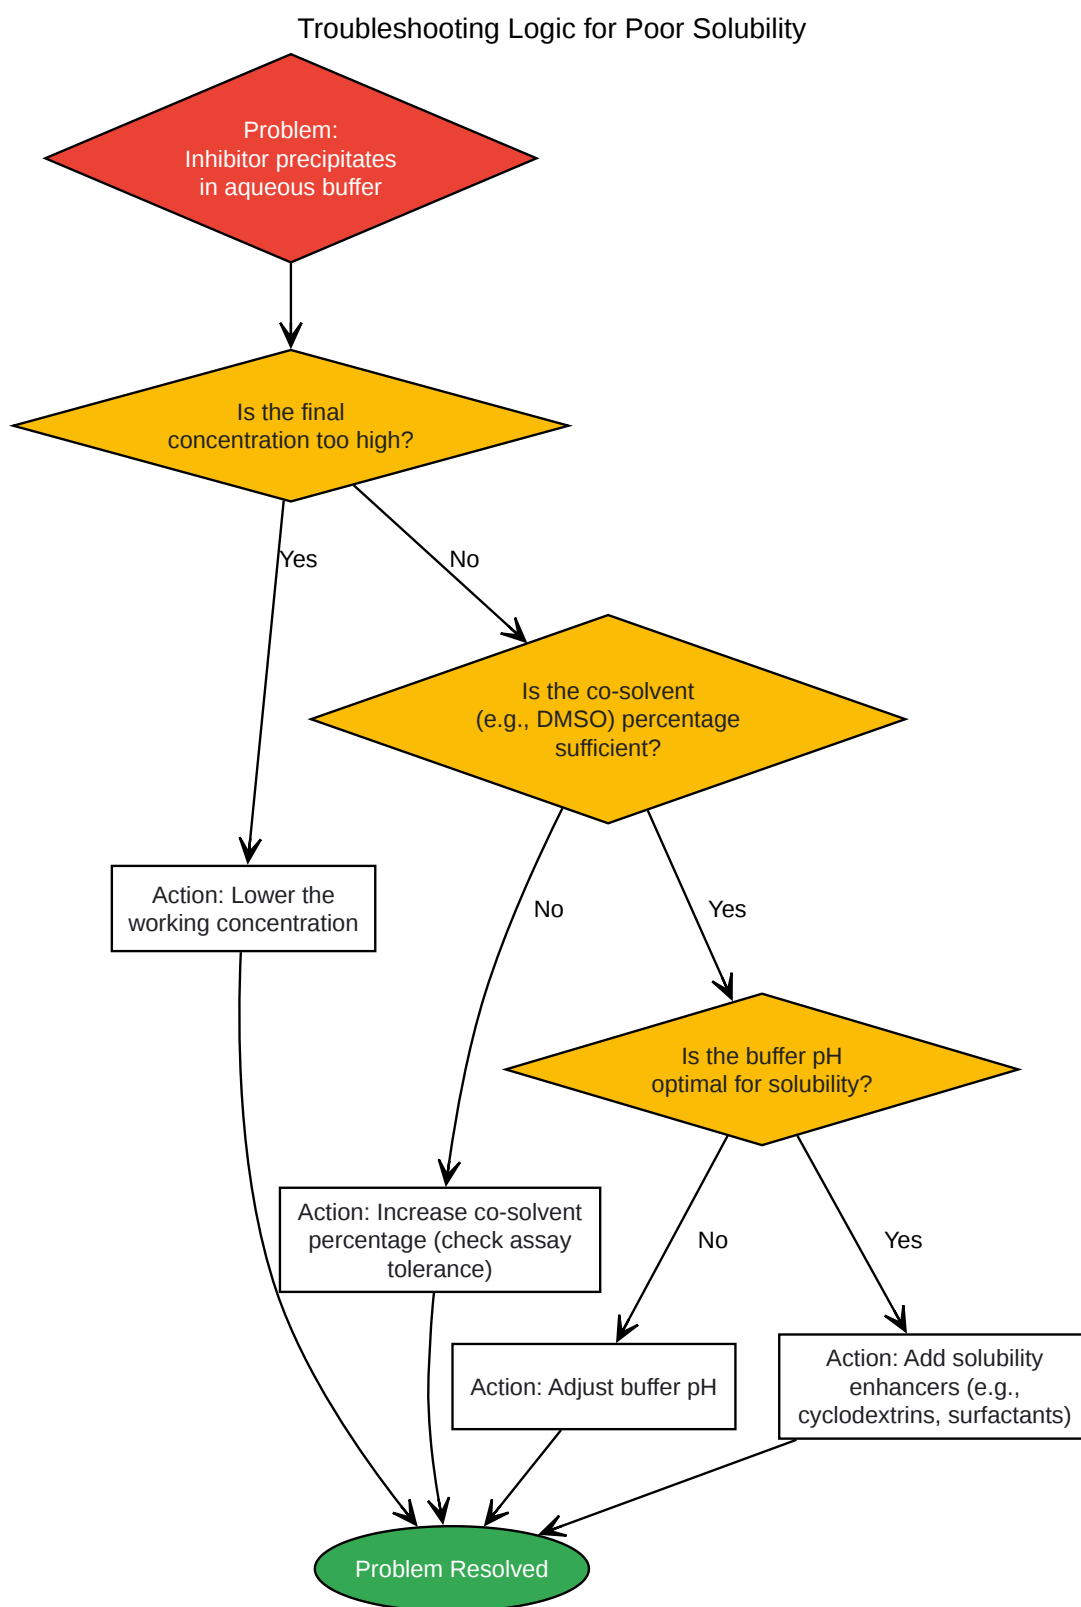 Troubleshooting Logic for Poor Solubility
Problem:
Inhibitor precipitates
in aqueous buffer
Is the final
concentration too high?
Yes
No
Is the co-solvent
(e.g., DMSO) percentage
sufficient?
Action: Lower the
working concentration
No
Yes
Is the buffer pH
optimal for solubility?
Action: Increase co-solvent
percentage (check assay
tolerance)
No
Yes
Action: Adjust buffer pH
Action: Add solubility
enhancers (e.g.,
cyclodextrins, surfactants)
Problem Resolved